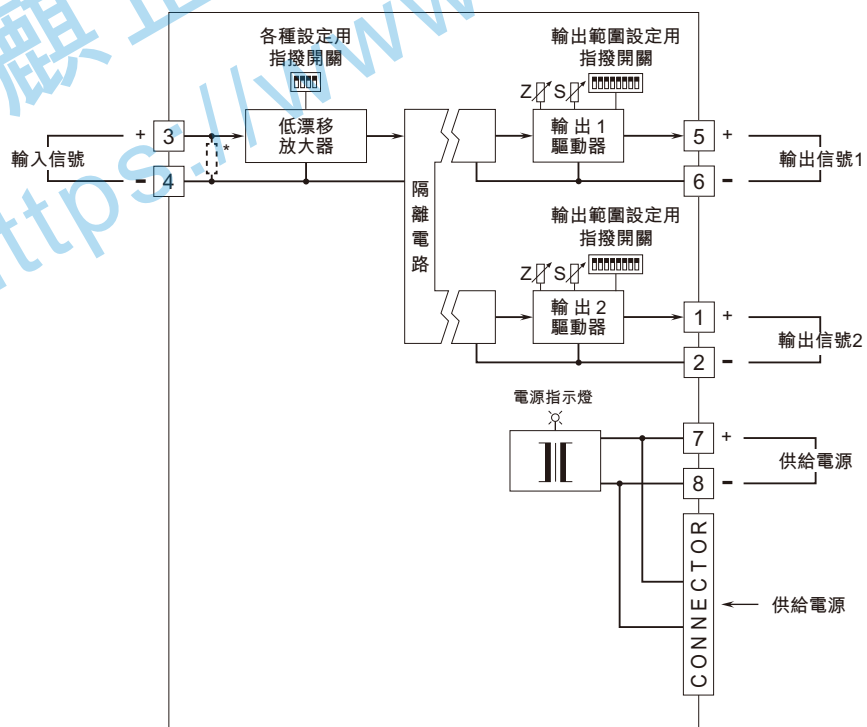 麒
https://www
各種設定用
指撥開關
輸出範圍設定用
指撥開關
Z
S
+
3
*
低漂移
放大器
輸出1
驅動器
5
+
輸入信號
輸出信號1
-
4
6
-
隔離電路
輸出範圍設定用
指撥開關
Z
S
輸出2
驅動器
1
+
輸出信號2
2
-
電源指示燈
7
+
供給電源
8
-
CONNECTOR
供給電源